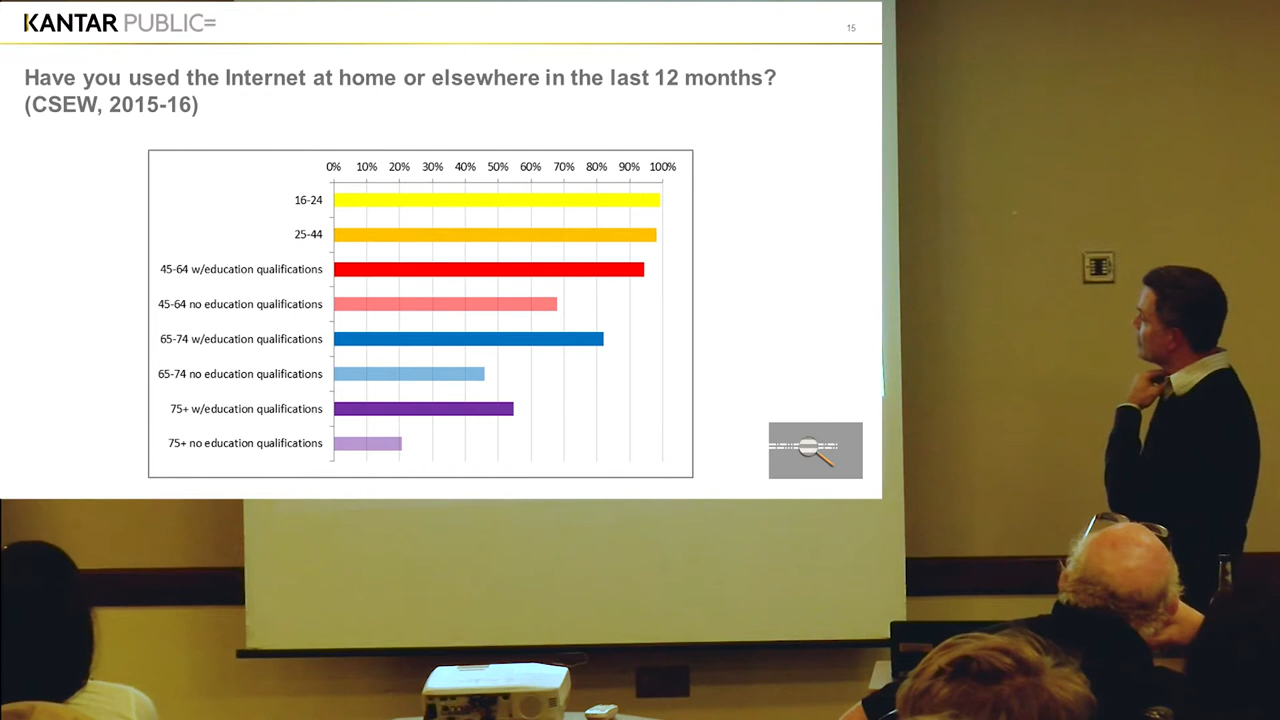 KANTAR PUBLIC=
15
Have you used the Internet at home or elsewhere in the last 12 months?
(CSEW, 2015-16)
0% 10% 20% 30% 40% 50% 60% 70% 80% 90% 100%
16-24
25-44
45-64 w/education qualifications
45-64 no education qualifications
65-74 w/education qualifications
65-74 no education qualifications
75+ w/education qualifications
75+ no education qualifications